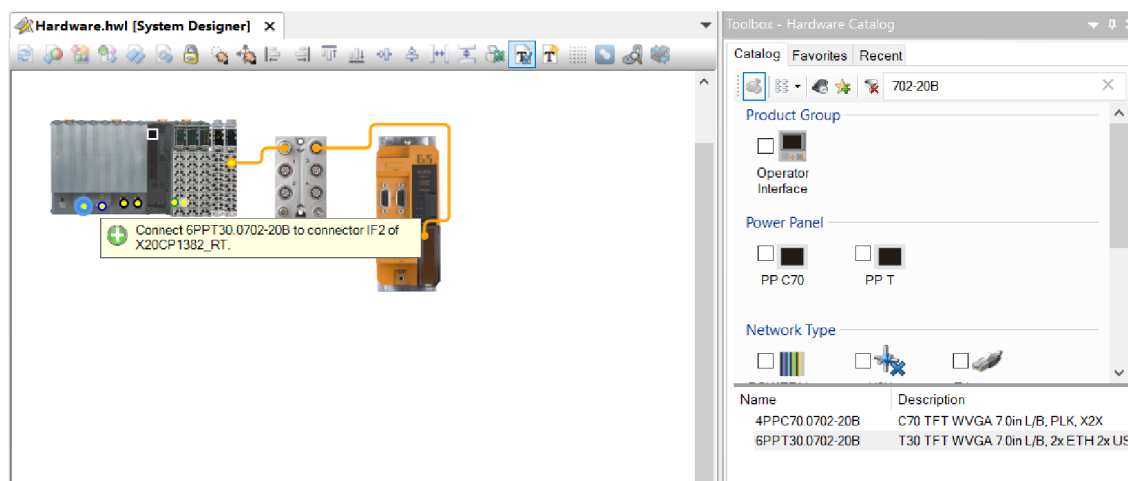 Hardware.hwl [System Designer]
Toolbox - Hardware Catalog
Catalog Favorites Recent
702-20B
Product Group
Operator
Interface
Power Panel
PP C70 PP T
Network Type
Connect 6PPT30.0702-20B to connector IF2 of
X20CP1382_RT.
Name Description
4PPC70.0702-20B C70 TFT WVGA 7.0in L/B, PLK, X2X
6PPT30.0702-20B T30 TFT WVGA 7.0in L/B, 2x ETH 2x US